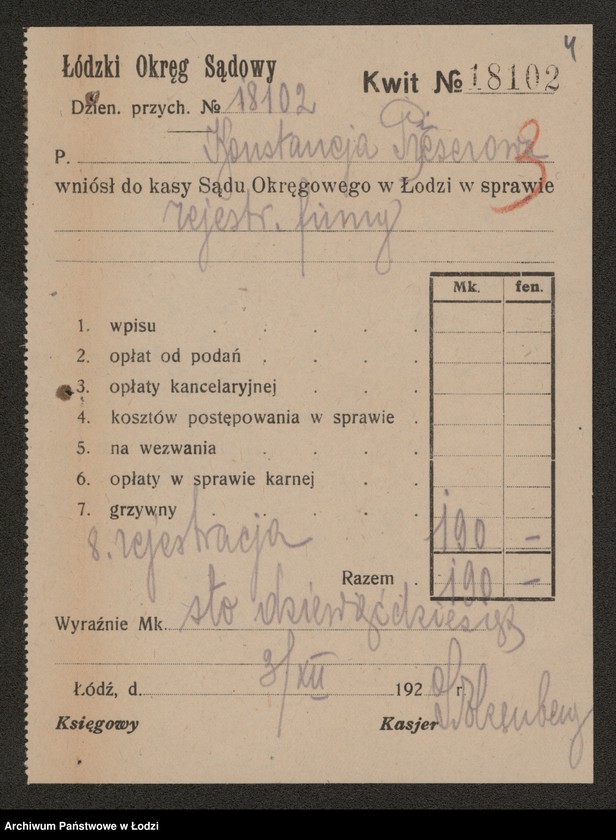 4
Łódzki Okręg Sądowy
Kwit № 18102
Dzien. przych. № 18102
P. Konstancja
3
wniósł do kasy Sądu Okręgowego w Łodzi w sprawie
rejestr. firmy
Mk. fen.
1. wpisu
2. opłat od podań
3. opłaty kancelaryjnej
4. kosztów postępowania w sprawie
5. na wezwania
6. opłaty w sprawie karnej
7. grzywny
8. rejestracja 190 –
Razem 190 –
Wyraźnie Mk. sto dziewięćdziesiąt
Łódź, d. 3/XII 192 r.
Księgowy Kasjer
Archiwum Państwowe w Łodzi